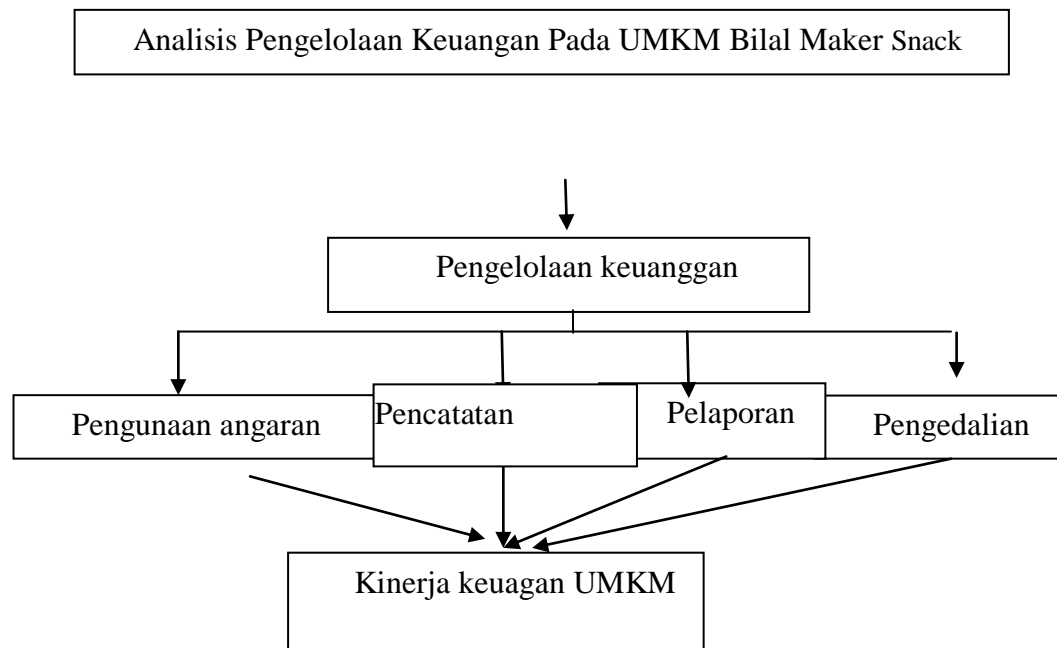 Analisis Pengelolaan Keuangan Pada UMKM Bilal Maker Snack
Pengelolaan keuanggan
Pengunaan angaran
Pencatatan
Pelaporan
Pengedalian
Kinerja keuagan UMKM